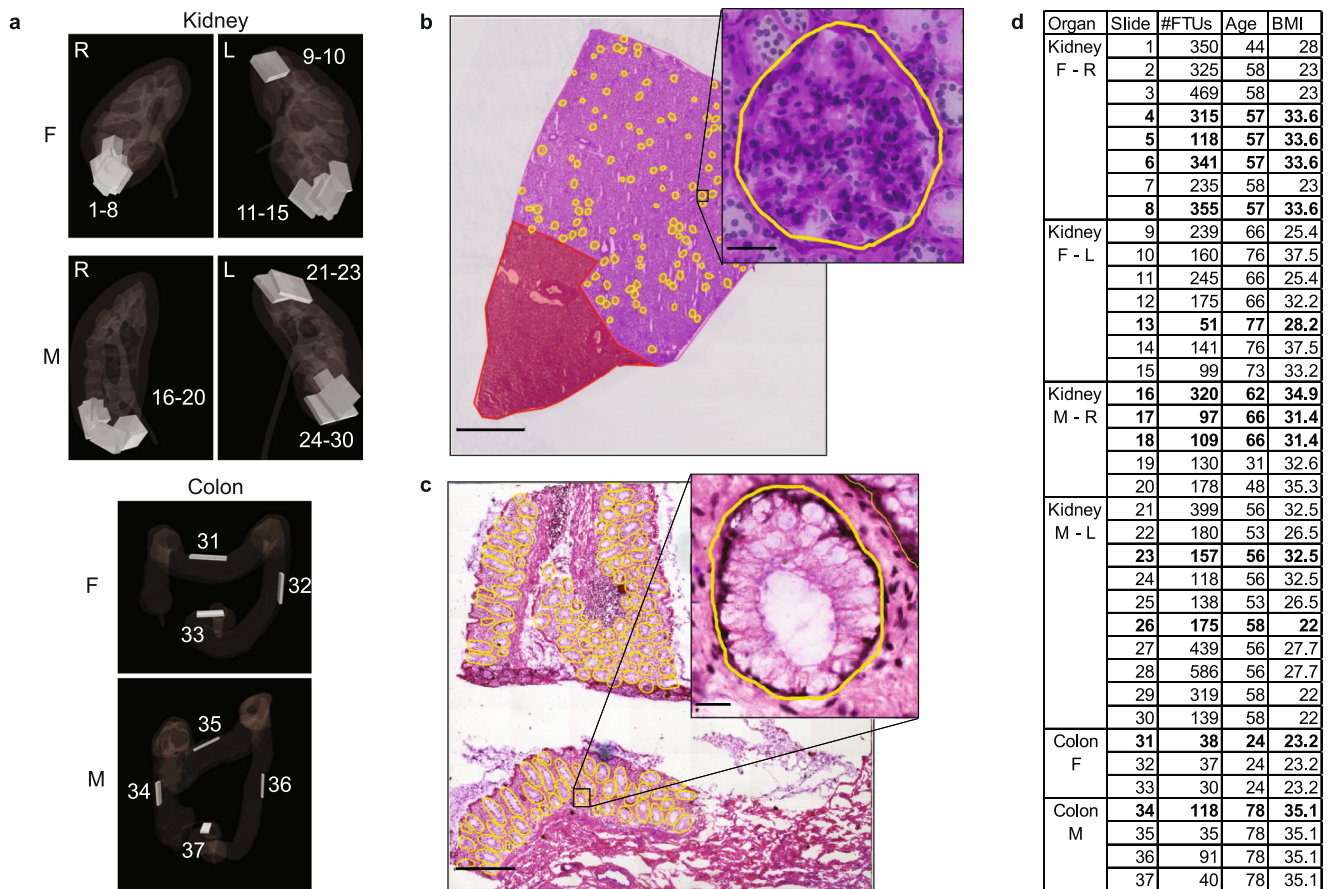 a
Kidney
R
L
9-10
F
1-8
11-15
R
L
21-23
M
16-20
24-30
Colon
31
F
32
33
35
M
34
36
37
b
c
d
Organ Slide #FTUs Age BMI
Kidney 1 350 44 28
F - R 2 325 58 23
3 469 58 23
4 315 57 33.6
5 118 57 33.6
6 341 57 33.6
7 235 58 23
8 355 57 33.6
Kidney 9 239 66 25.4
F - L 10 160 76 37.5
11 245 66 25.4
12 175 66 32.2
13 51 77 28.2
14 141 76 37.5
15 99 73 33.2
Kidney 16 320 62 34.9
M - R 17 97 66 31.4
18 109 66 31.4
19 130 31 32.6
20 178 48 35.3
Kidney 21 399 56 32.5
M - L 22 180 53 26.5
23 157 56 32.5
24 118 56 32.5
25 138 53 26.5
26 175 58 22
27 439 56 27.7
28 586 56 27.7
29 319 58 22
30 139 58 22
Colon 31 38 24 23.2
F 32 37 24 23.2
33 30 24 23.2
Colon 34 118 78 35.1
M 35 35 78 35.1
36 91 78 35.1
37 40 78 35.1